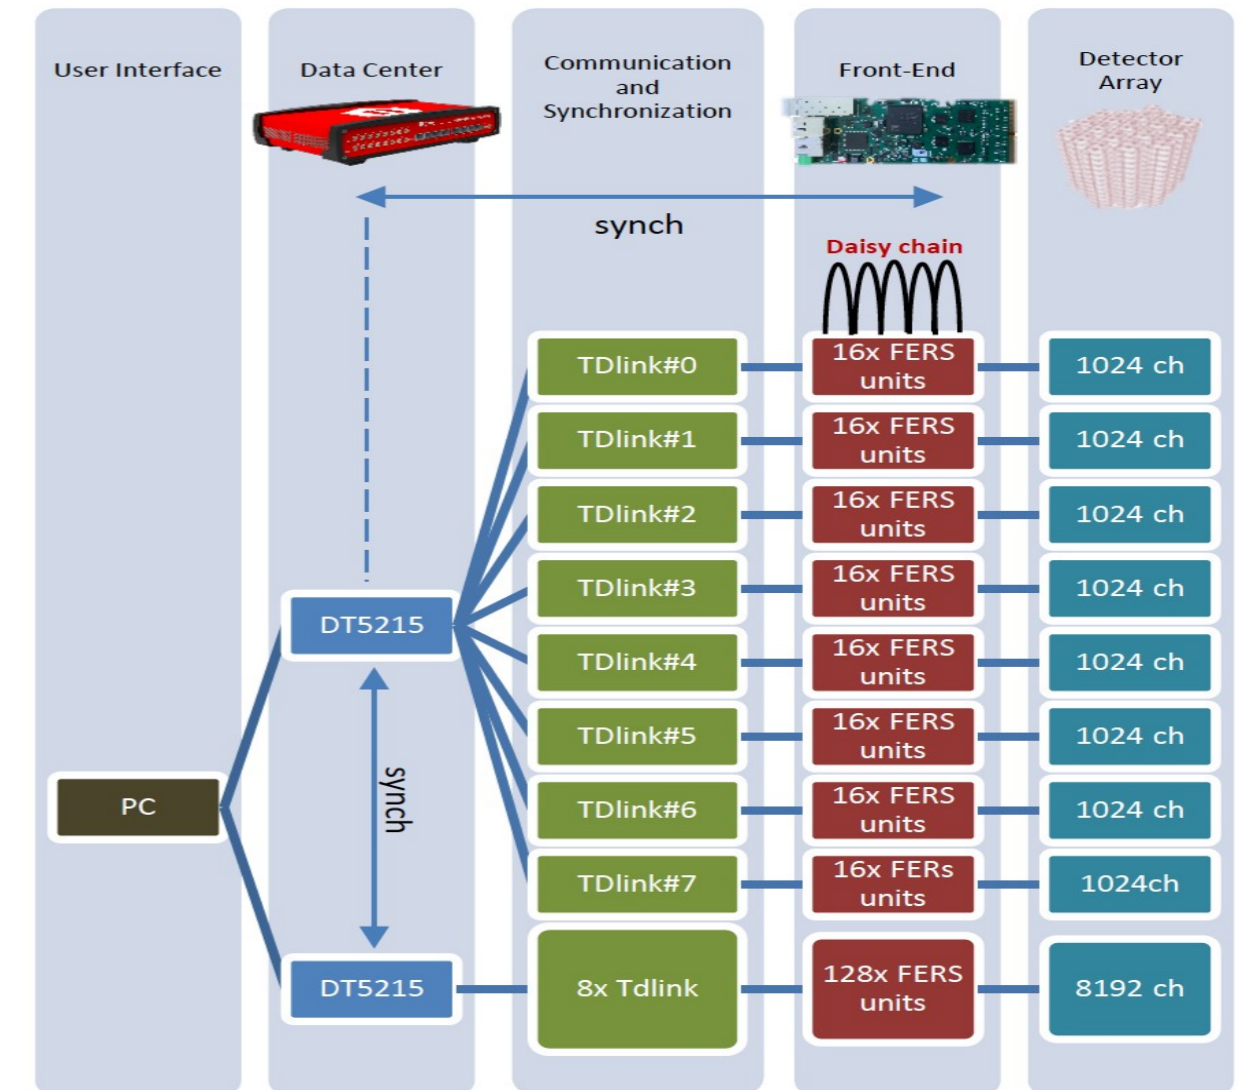 User Interface
Data Center
Communication
and
Synchronization
Front-End
Detector
Array
synch
Daisy chain
TDlink#0
16x FERS
units
1024 ch
TDlink#1
16x FERS
units
1024 ch
TDlink#2
16x FERS
units
1024 ch
TDlink#3
16x FERS
units
1024 ch
DT5215
TDlink#4
16x FERS
units
1024 ch
TDlink#5
16x FERS
units
1024 ch
synch
PC
TDlink#6
16x FERS
units
1024 ch
TDlink#7
16x FERs
units
1024ch
DT5215
8x Tdlink
128x FERS
units
8192 ch